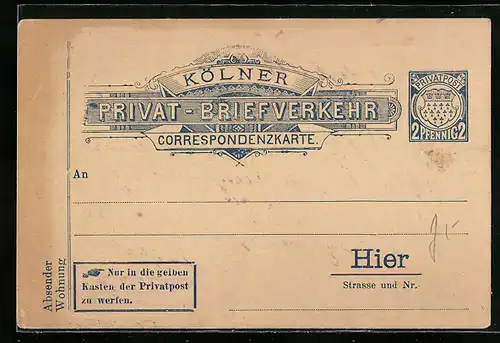 KÖLNER
PRIVAT-BRIEFVERKEHR
CORRESPONDENZKARTE.
PRIVATPOST
2 PFENNIG 2
An
Hier
Strasse und Nr.
Nur in die gelben
Kasten der Privatpost
zu werfen.
Absender
Wohnung